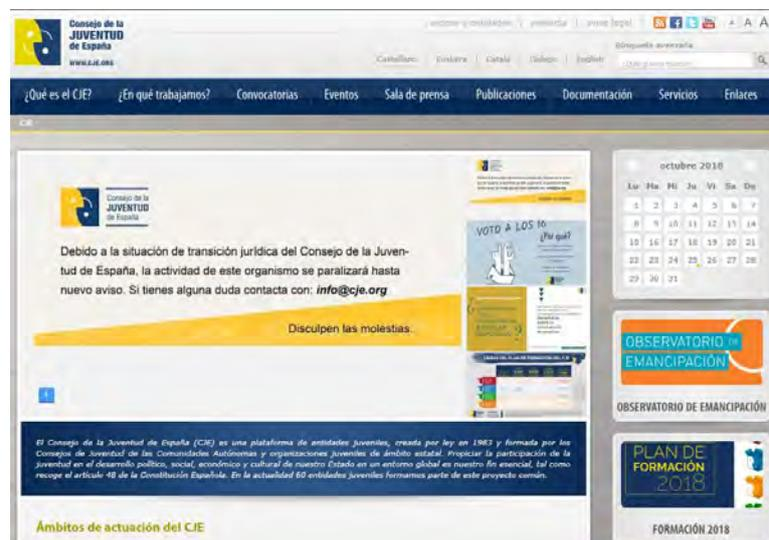 Consejo de la
JUVENTUD
de España
www.cje.org
aviso legal
A A A
Búsqueda avanzada
Castellano Euskera Català Galego English
¿Qué es el CJE? ¿En qué trabajamos? Convocatorias Eventos Sala de prensa Publicaciones Documentación Servicios Enlaces
CJE
Consejo de la
JUVENTUD
de España
Debido a la situación de transición jurídica del Consejo de la Juven-
tud de España, la actividad de este organismo se paralizará hasta
nuevo aviso. Si tienes alguna duda contacta con: info@cje.org
Disculpen las molestias.
VOTO A LOS 16
¿Por qué?
octubre 2018
Lu Ma Mi Ju Vi Sa Do
1 2 3 4 5 6 7
8 9 10 11 12 13 14
15 16 17 18 19 20 21
22 23 24 25 26 27 28
29 30 31
OBSERVATORIO DE
EMANCIPACIÓN
OBSERVATORIO DE EMANCIPACIÓN
El Consejo de la Juventud de España (CJE) es una plataforma de entidades juveniles, creada por ley en 1983 y formada por los
Consejos de Juventud de las Comunidades Autónomas y organizaciones juveniles de ámbito estatal. Propiciar la participación de la
juventud en el desarrollo político, social, económico y cultural de nuestro Estado en un entorno global es nuestro fin esencial, tal como
recoge el artículo 48 de la Constitución Española. En la actualidad 60 entidades juveniles formamos parte de este proyecto común.
PLAN DE
FORMACIÓN
2018
FORMACIÓN 2018
Ámbitos de actuación del CJE